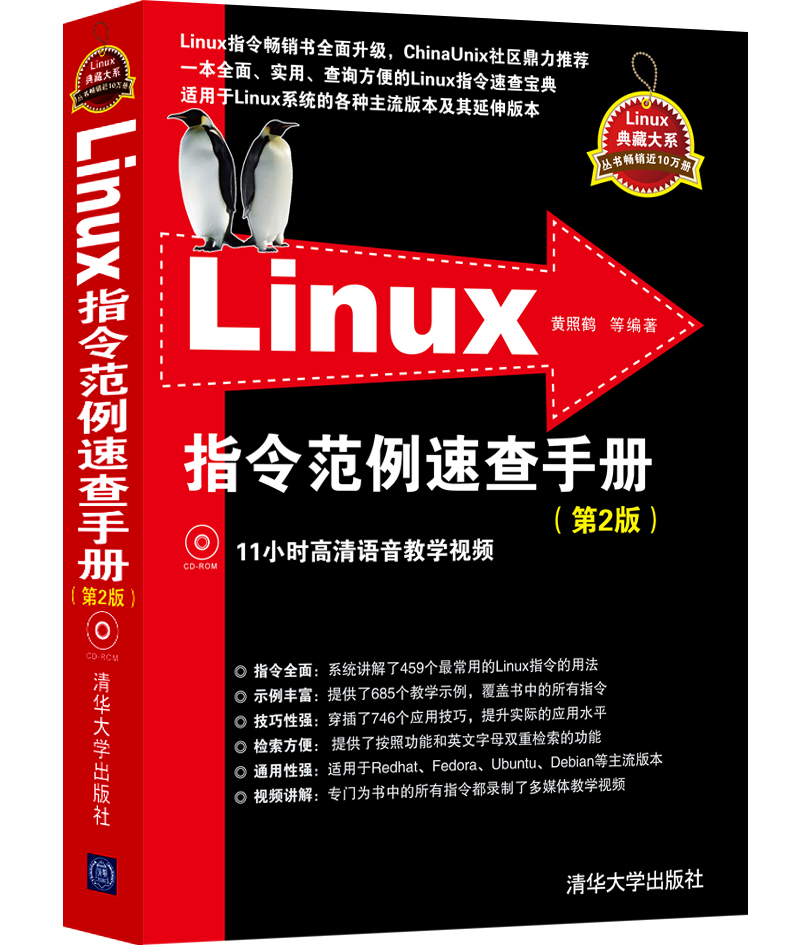 Linux指令畅销书全面升级，ChinaUnix社区鼎力推荐
一本全面、实用、查询方便的Linux指令速查宝典
适用于Linux系统的各种主流版本及其延伸版本
Linux
典藏大系
丛书畅销近10万册
Linux
黄照鹤 等编著
指令范例速查手册
（第2版）
CD-ROM
11小时高清语音教学视频
◎ 指令全面：系统讲解了459个最常用的Linux指令的用法
◎ 示例丰富：提供了685个教学示例，覆盖书中的所有指令
◎ 技巧性强：穿插了746个应用技巧，提升实际的应用水平
◎ 检索方便：提供了按照功能和英文字母双重检索的功能
◎ 通用性强：适用于Redhat、Fedora、Ubuntu、Debian等主流版本
◎ 视频讲解：专门为书中的所有指令都录制了多媒体教学视频
清华大学出版社
Linux
典藏大系
丛书畅销近10万册
Linux指令范例速查手册
（第2版）
CD-ROM
清华大学出版社